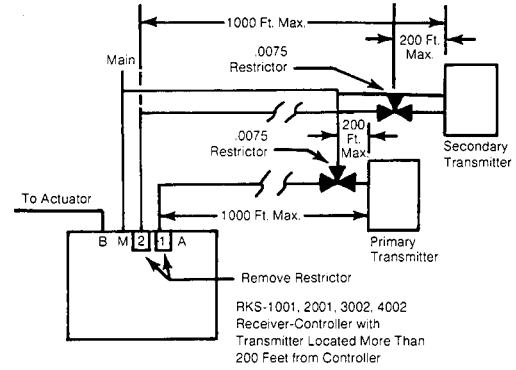 1000 Ft. Max.
200 Ft.
Max.
.0075
Restrictor
Main
Secondary
Transmitter
.0075
Restrictor
200
Ft.
Max.
To Actuator
1000 Ft. Max.
Primary
Transmitter
B M 2 1 A
Remove Restrictor
RKS-1001, 2001, 3002, 4002
Receiver-Controller with
Transmitter Located More Than
200 Feet from Controller